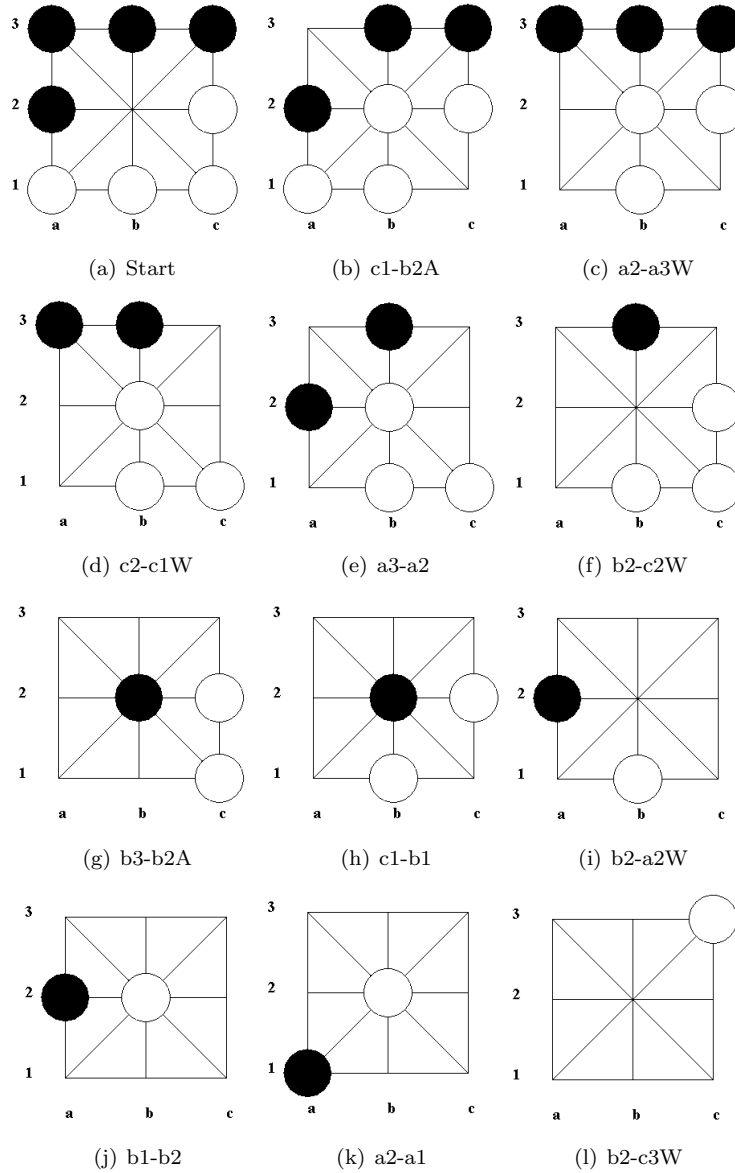 3 3 3
2 2 2
1 1 1
a b c a b c a b c
(a) Start (b) c1-b2A (c) a2-a3W
3 3 3
2 2 2
1 1 1
a b c a b c a b c
(d) c2-c1W (e) a3-a2 (f) b2-c2W
3 3 3
2 2 2
1 1 1
a b c a b c a b c
(g) b3-b2A (h) c1-b1 (i) b2-a2W
3 3 3
2 2 2
1 1 1
a b c a b c a b c
(j) b1-b2 (k) a2-a1 (l) b2-c3W